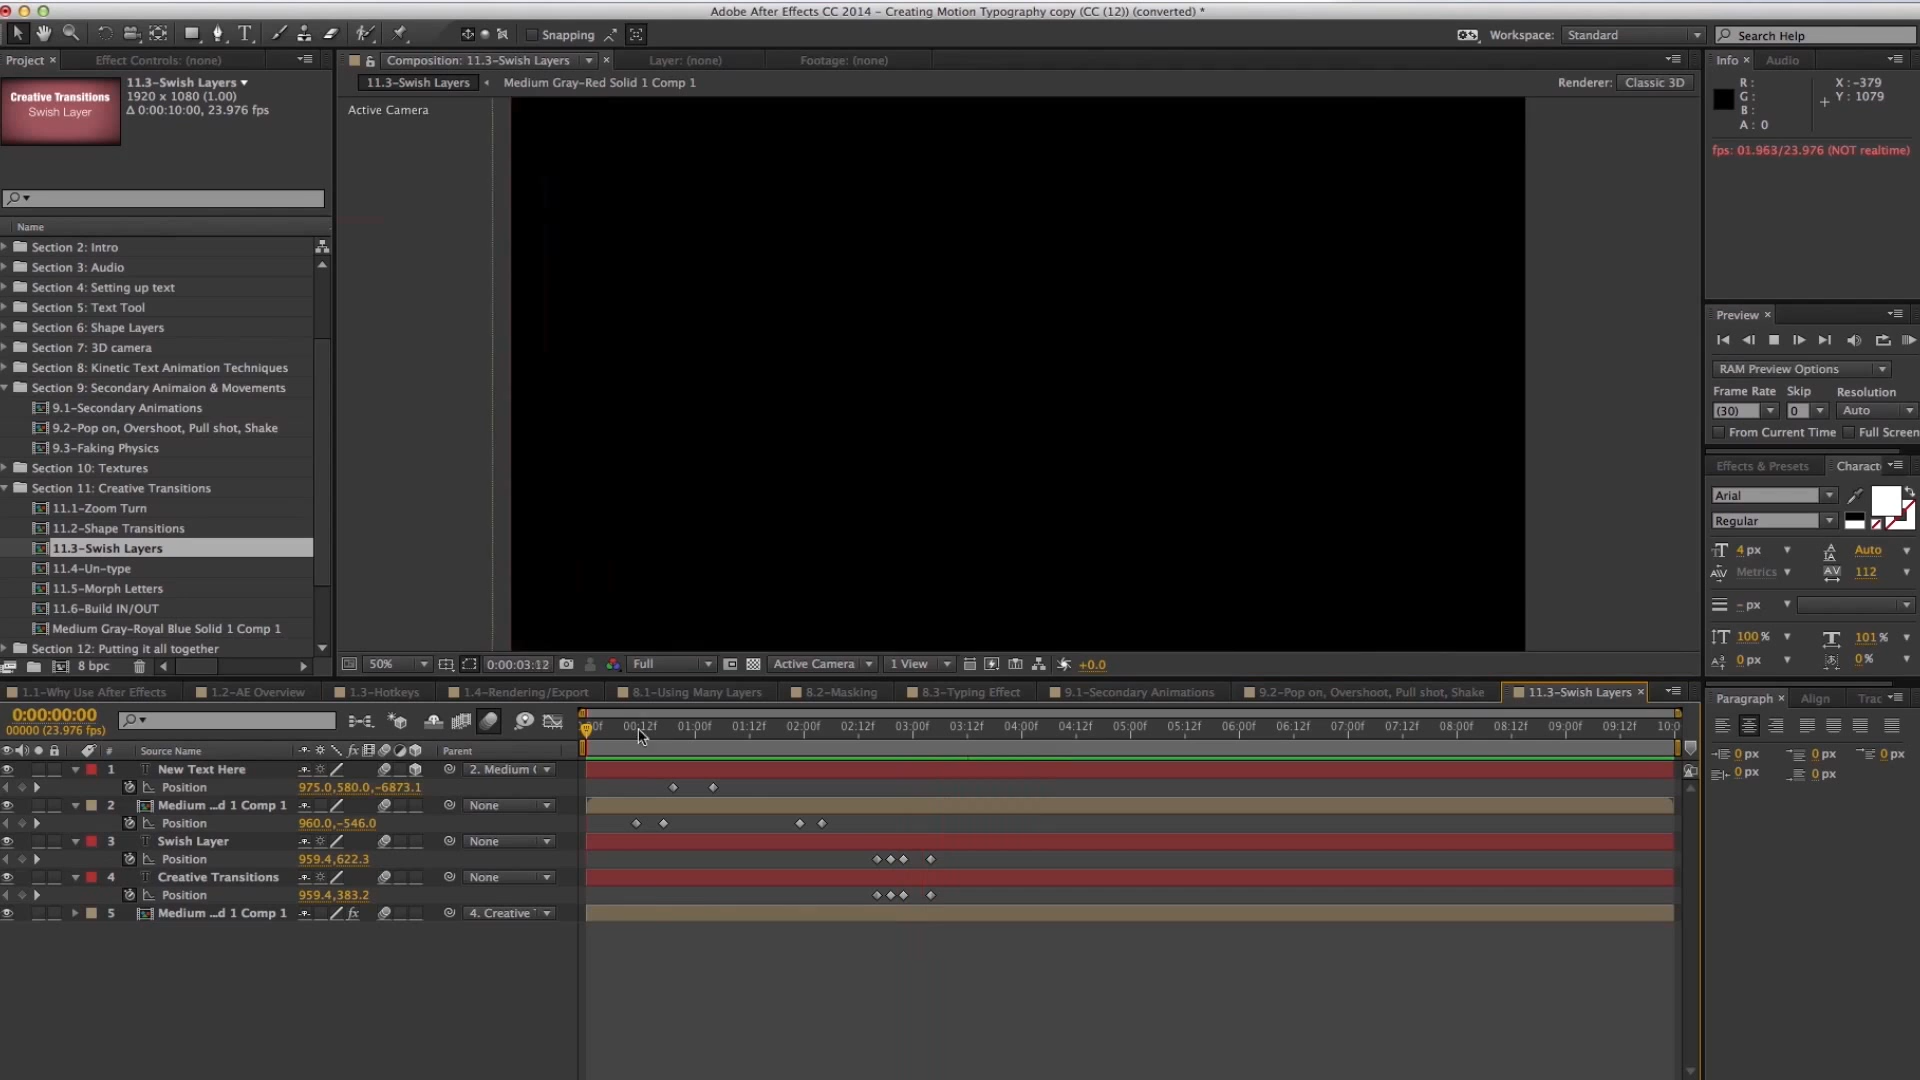 Adobe After Effects CC 2014 – Creating Motion Typography copy (CC (12)) (converted) *
Snapping
Workspace: Standard
Search Help
Project × Effect Controls: (none)
Composition: 11.3-Swish Layers × Layer: (none) Footage: (none)
Info × Audio
11.3-Swish Layers
1920 x 1080 (1.00)
Δ 0:00:10:00, 23.976 fps
Creative Transitions
Swish Layer
11.3-Swish Layers Medium Gray-Red Solid 1 Comp 1
Renderer: Classic 3D
Active Camera
R:
G:
B:
A: 0
X: -379
Y: 1079
fps: 01.963/23.976 (NOT realtime)
Name
Section 2: Intro
Section 3: Audio
Section 4: Setting up text
Section 5: Text Tool
Section 6: Shape Layers
Section 7: 3D camera
Section 8: Kinetic Text Animation Techniques
Section 9: Secondary Animaion & Movements
9.1-Secondary Animations
9.2-Pop on, Overshoot, Pull shot, Shake
9.3-Faking Physics
Section 10: Textures
Section 11: Creative Transitions
11.1-Zoom Turn
11.2-Shape Transitions
11.3-Swish Layers
11.4-Un-type
11.5-Morph Letters
11.6-Build IN/OUT
Medium Gray-Royal Blue Solid 1 Comp 1
Section 12: Putting it all together
8 bpc
Preview ×
RAM Preview Options
Frame Rate Skip Resolution
(30) 0 Auto
From Current Time Full Screen
Effects & Presets Charact
Arial
Regular
4 px Auto
Metrics 112
- px
100% 101%
0 px 0%
50% 0:00:03:12 Full Active Camera 1 View +0.0
1.1-Why Use After Effects 1.2-AE Overview 1.3-Hotkeys 1.4-Rendering/Export 8.1-Using Many Layers 8.2-Masking 8.3-Typing Effect 9.1-Secondary Animations 9.2-Pop on, Overshoot, Pull shot, Shake 11.3-Swish Layers ×
Paragraph × Align Trac
0:00:00:00
00000 (23.976 fps)
00f 00:12f 01:00f 01:12f 02:00f 02:12f 03:00f 03:12f 04:00f 04:12f 05:00f 05:12f 06:00f 06:12f 07:00f 07:12f 08:00f 08:12f 09:00f 09:12f 10:0
# Source Name fx Parent
1 T New Text Here 2. Medium (
Position 975.0,580.0,-6873.1
2 Medium ...d 1 Comp 1 None
Position 960.0,-546.0
3 T Swish Layer None
Position 959.4,622.3
4 T Creative Transitions None
Position 959.4,383.2
5 Medium ...d 1 Comp 1 fx 4. Creative
0 px 0 px 0 px
0 px 0 px